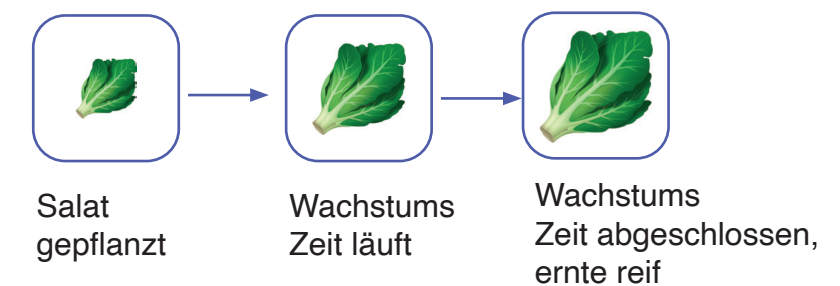 Salat
gepflanzt
Wachstums
Zeit läuft
Wachstums
Zeit abgeschlossen,
ernte reif